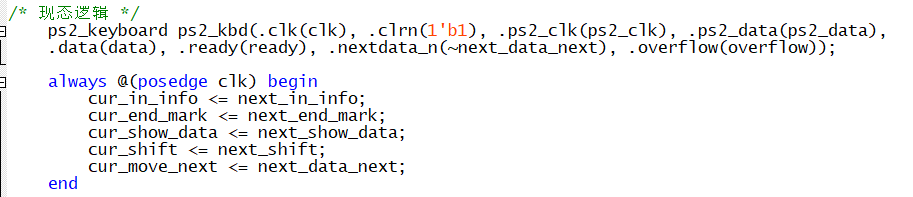 /* 现态逻辑 */
ps2_keyboard ps2_kbd(.clk(clk), .clrn(1'b1), .ps2_clk(ps2_clk), .ps2_data(ps2_data),
.data(data), .ready(ready), .nextdata_n(~next_data_next), .overflow(overflow));
always @(posedge clk) begin
cur_in_info <= next_in_info;
cur_end_mark <= next_end_mark;
cur_show_data <= next_show_data;
cur_shift <= next_shift;
cur_move_next <= next_data_next;
end